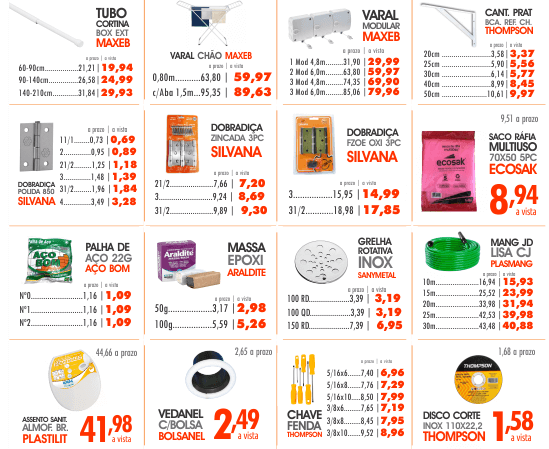 TUBO
CORTINA
BOX EXT
MAXEB
a prazo | a vista
60-90cm 21,21 | 19,94
90-140cm 26,58 | 24,99
140-210cm 31,84 | 29,93
VARAL CHÃO MAXEB
a prazo a vista
0,80m 63,80 | 59,97
c/Aba 1,5m 95,35 | 89,63
VARAL
MODULAR
MAXEB
a prazo | a vista
1 Mod 4,8m 31,90 | 29,99
2 Mod 3,6m 63,70 | 59,97
3 Mod 4,8m 74,35 | 69,90
3 Mod 6,0m 85,06 | 79,96
CANT. PRAT
BCA. REF. CH.
THOMPSON
a prazo | a vista
20cm 3,58 | 3,37
25cm 5,90 | 5,56
30cm 6,14 | 5,77
40cm 8,99 | 8,45
50cm 10,61 | 9,97
DOBRADIÇA
POLIDA 850
SILVANA
a prazo | a vista
11/1 0,73 | 0,69
2 0,95 | 0,89
21/2 1,25 | 1,18
3 1,48 | 1,39
31/2 1,96 | 1,84
4 3,49 | 3,28
DOBRADIÇA
ZINCADA 3PC
SILVANA
a prazo | a vista
21/2 7,66 | 7,20
3 9,24 | 8,69
31/2 9,89 | 9,30
DOBRADIÇA
FZOE OXI 3PC
SILVANA
a prazo a vista
3 15,95 | 14,99
31/2 18,98 | 17,85
9,51 a prazo
SACO RÁFIA
MULTIUSO
70X50 5PC
ECOSAK
8,94
a vista
ecosak
PALHA DE
AÇO 22G
AÇO BOM
a prazo | a vista
Nº0 1,16 | 1,09
Nº1 1,16 | 1,09
Nº2 1,16 | 1,09
AÇO BOM
MASSA
EPOXI
ARALDITE
Araldite
a prazo | a vista
50g 3,17 | 2,98
100g 5,59 | 5,26
GRELHA
ROTATIVA
INOX
SANYMETAL
a prazo | a vista
100 RD 3,39 | 3,19
100 QD 3,39 | 3,19
150 RD 7,39 | 6,95
MANG JD
LISA CJ
PLASMANG
a prazo | a vista
10m 16,94 | 15,93
15m 25,52 | 23,99
20m 33,98 | 31,94
25m 42,53 | 39,98
30m 43,48 | 40,88
44,66 a prazo
ASSENTO SANIT.
ALMOF. BR.
PLASTILIT
41,98
a vista
2,65 a prazo
VEDANEL
C/BOLSA
BOLSANEL
2,49
a vista
CHAVE
FENDA
THOMPSON
a prazo a vista
5/16x6 7,40 | 6,96
5/16x8 7,76 | 7,29
5/16x10 8,50 | 7,99
3/8x6 7,65 | 7,19
3/8x8 8,45 | 7,95
3/8x10 9,52 | 8,96
1,68 a prazo
THOMPSON
DISCO CORTE
INOX 110X22,2
THOMPSON
1,58
a vista